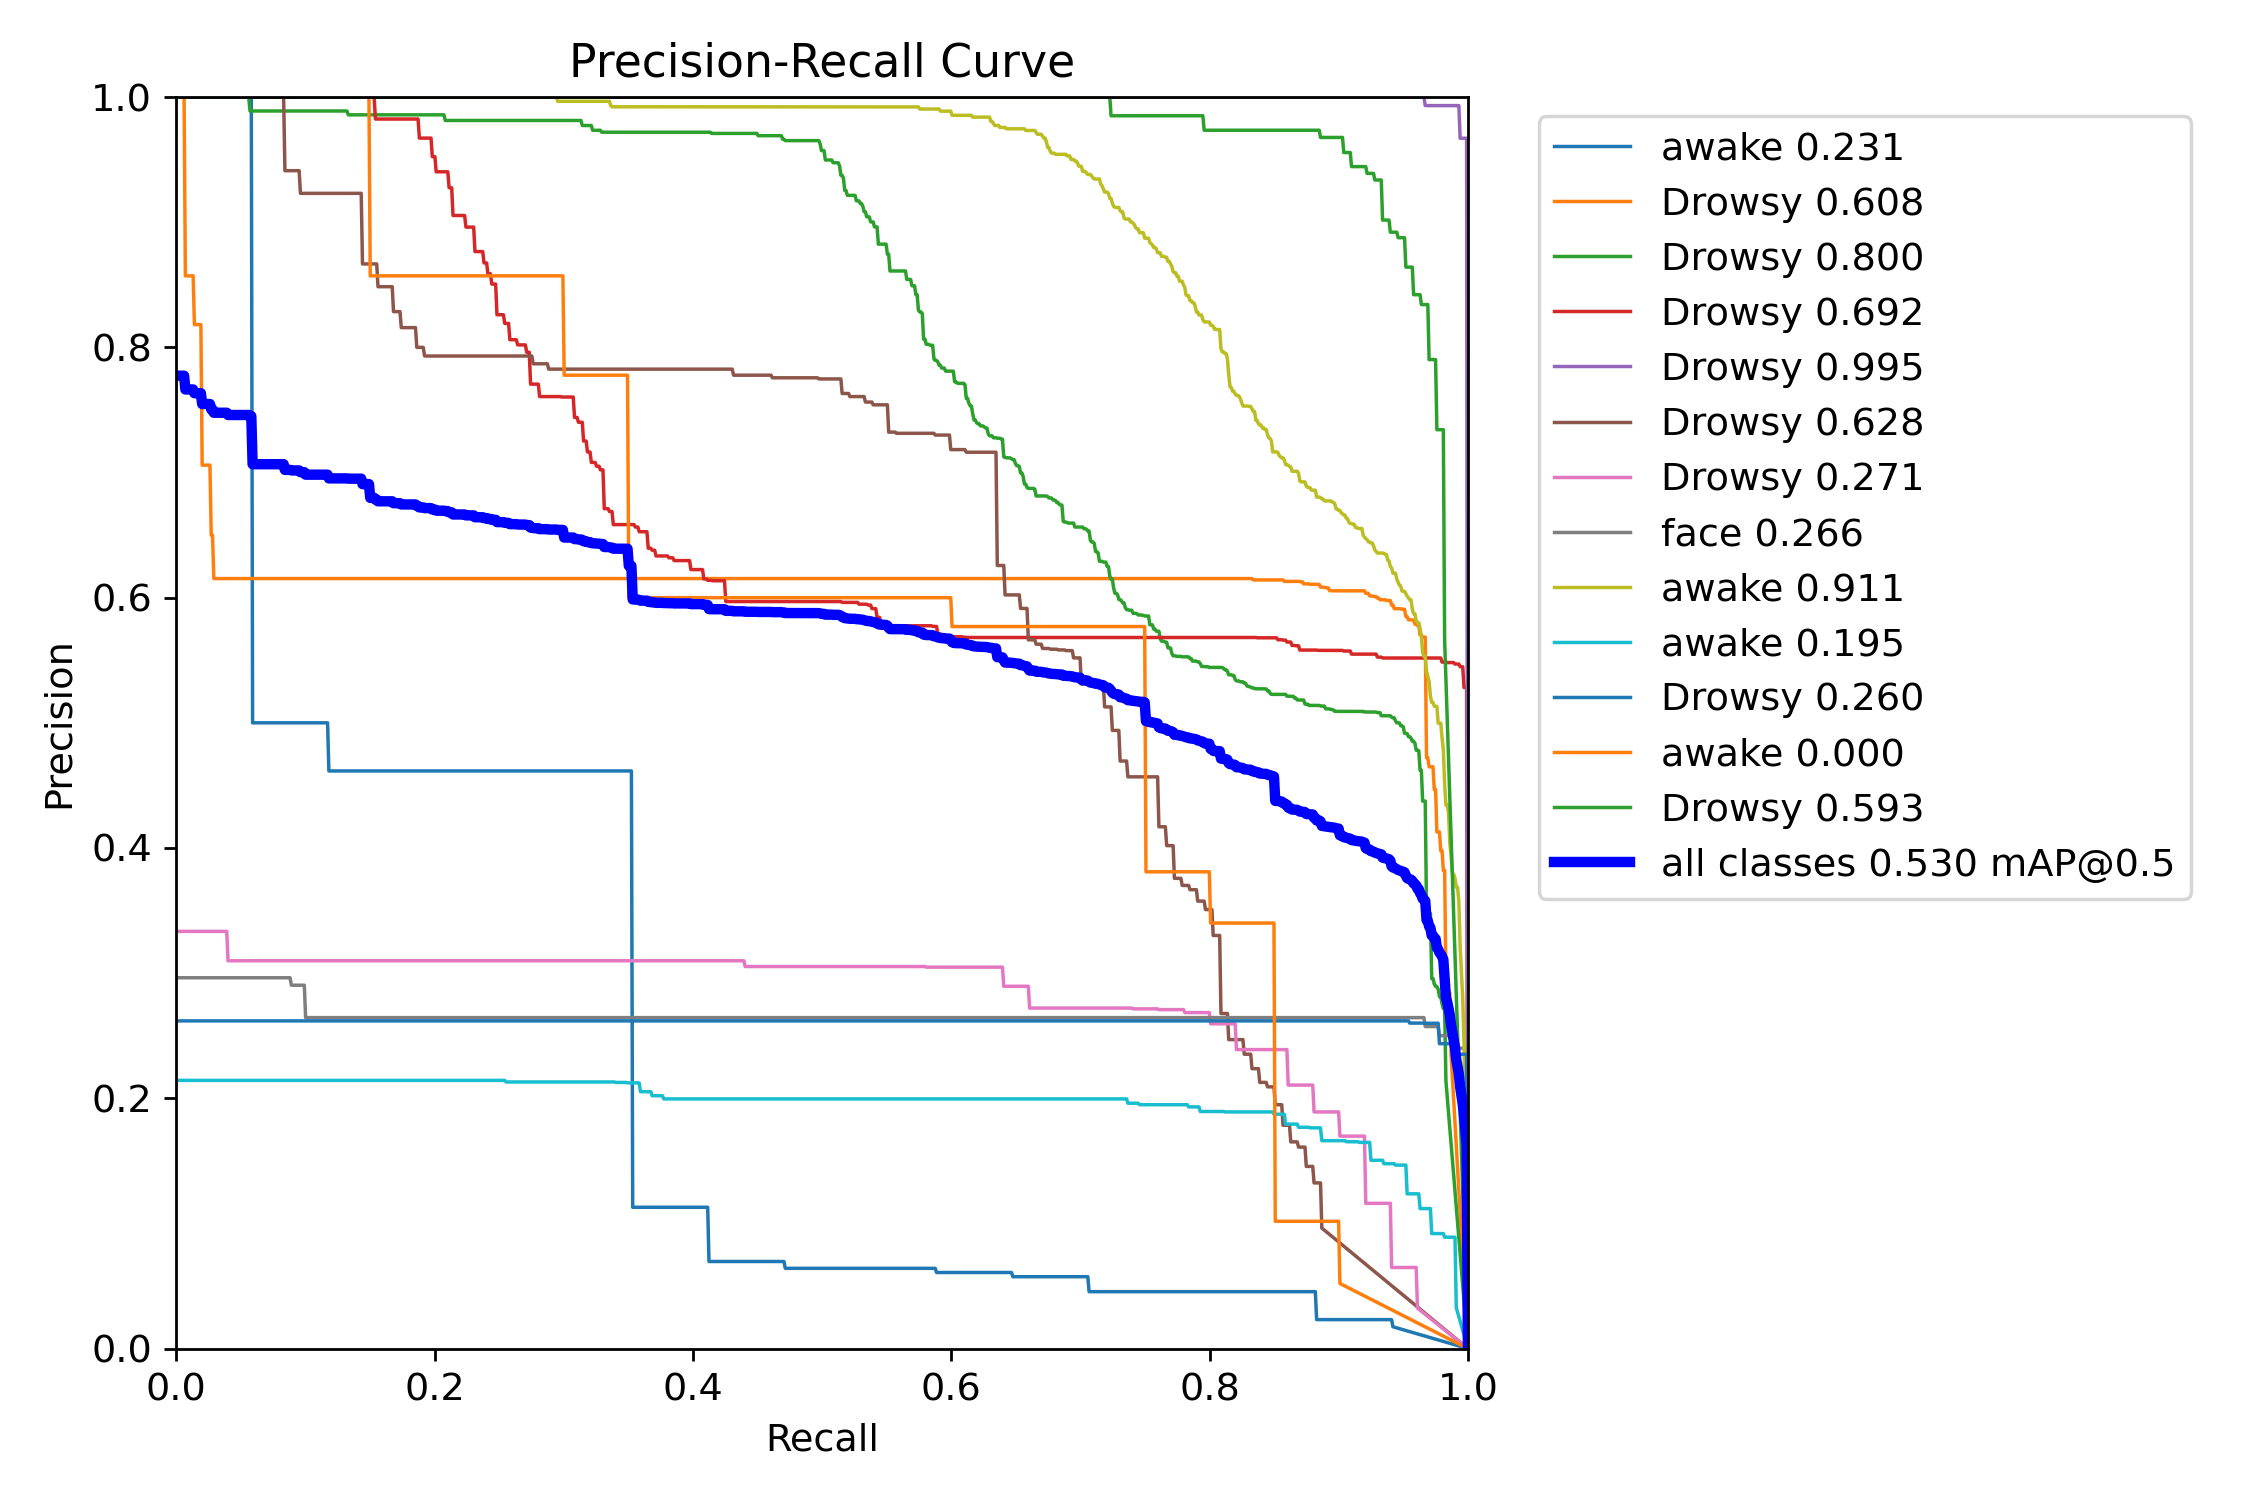 Precision-Recall Curve
1.0
0.8
0.6
0.4
0.2
0.0
Precision
0.0 0.2 0.4 0.6 0.8 1.0
Recall
awake 0.231
Drowsy 0.608
Drowsy 0.800
Drowsy 0.692
Drowsy 0.995
Drowsy 0.628
Drowsy 0.271
face 0.266
awake 0.911
awake 0.195
Drowsy 0.260
awake 0.000
Drowsy 0.593
all classes 0.530 mAP@0.5